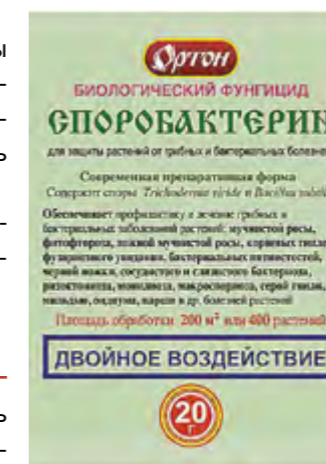 Ортон
БИОЛОГИЧЕСКИЙ ФУНГИЦИД
СПОРОБАКТЕРИН
для защиты растений от грибных и бактериальных болезней
Современная препаративная форма
Содержит споры Trichoderma viride и Bacillus subtil
Обеспечивает профилактику и лечение грибных и
бактериальных заболеваний растений: мучнистой росы,
фитофтороза, ложной мучнистой росы, корневых гнилей
фузариозного увядания, бактериальных пятнистостей,
черной ножки, сосудистого и слизистого бактериоза,
ризоктониоза, монилиоза, макроспориоза, серой гнили,
милдью, оидиума, парши и др. болезней растений
Площадь обработки 200 м² или 400 растений
ДВОЙНОЕ ВОЗДЕЙСТВИЕ
20
г